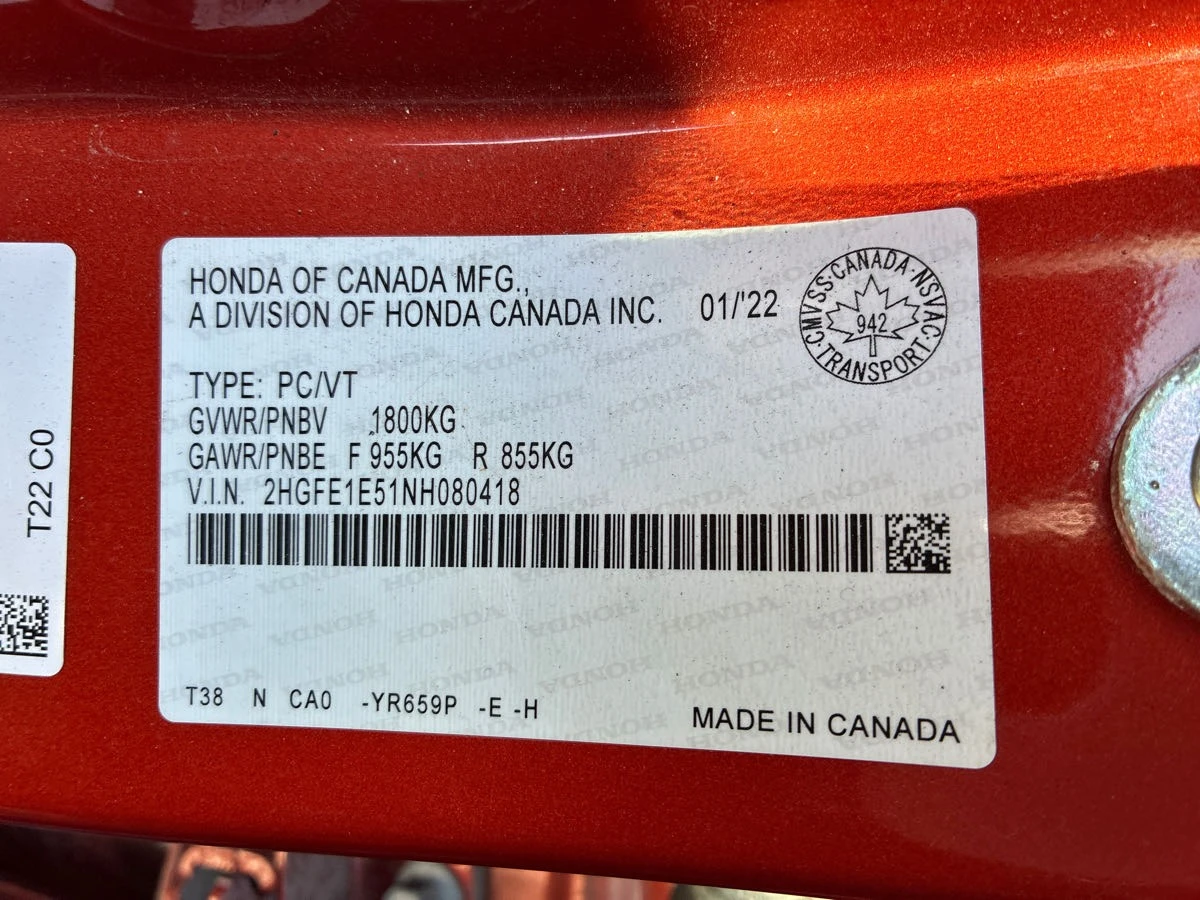 HONDA OF CANADA MFG.,
A DIVISION OF HONDA CANADA INC. 01/'22
CMVSS·CANADA·NSVAC·TRANSPORT·
942
TYPE: PC/VT
GVWR/PNBV 1800KG
GAWR/PNBE F 955KG R 855KG
V.I.N. 2HGFE1E51NH080418
T38 N CA0 -YR659P -E -H
MADE IN CANADA
T22 C0